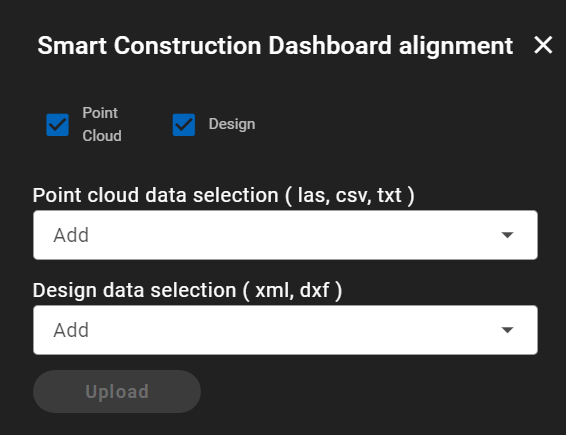 Smart Construction Dashboard alignment
Point
Cloud
Design
Point cloud data selection ( las, csv, txt )
Add
Design data selection ( xml, dxf )
Add
Upload